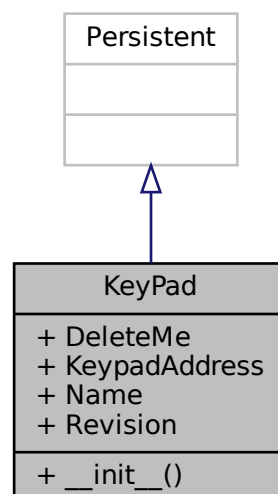 Persistent
KeyPad
+ DeleteMe
+ KeypadAddress
+ Name
+ Revision
+ __init__()